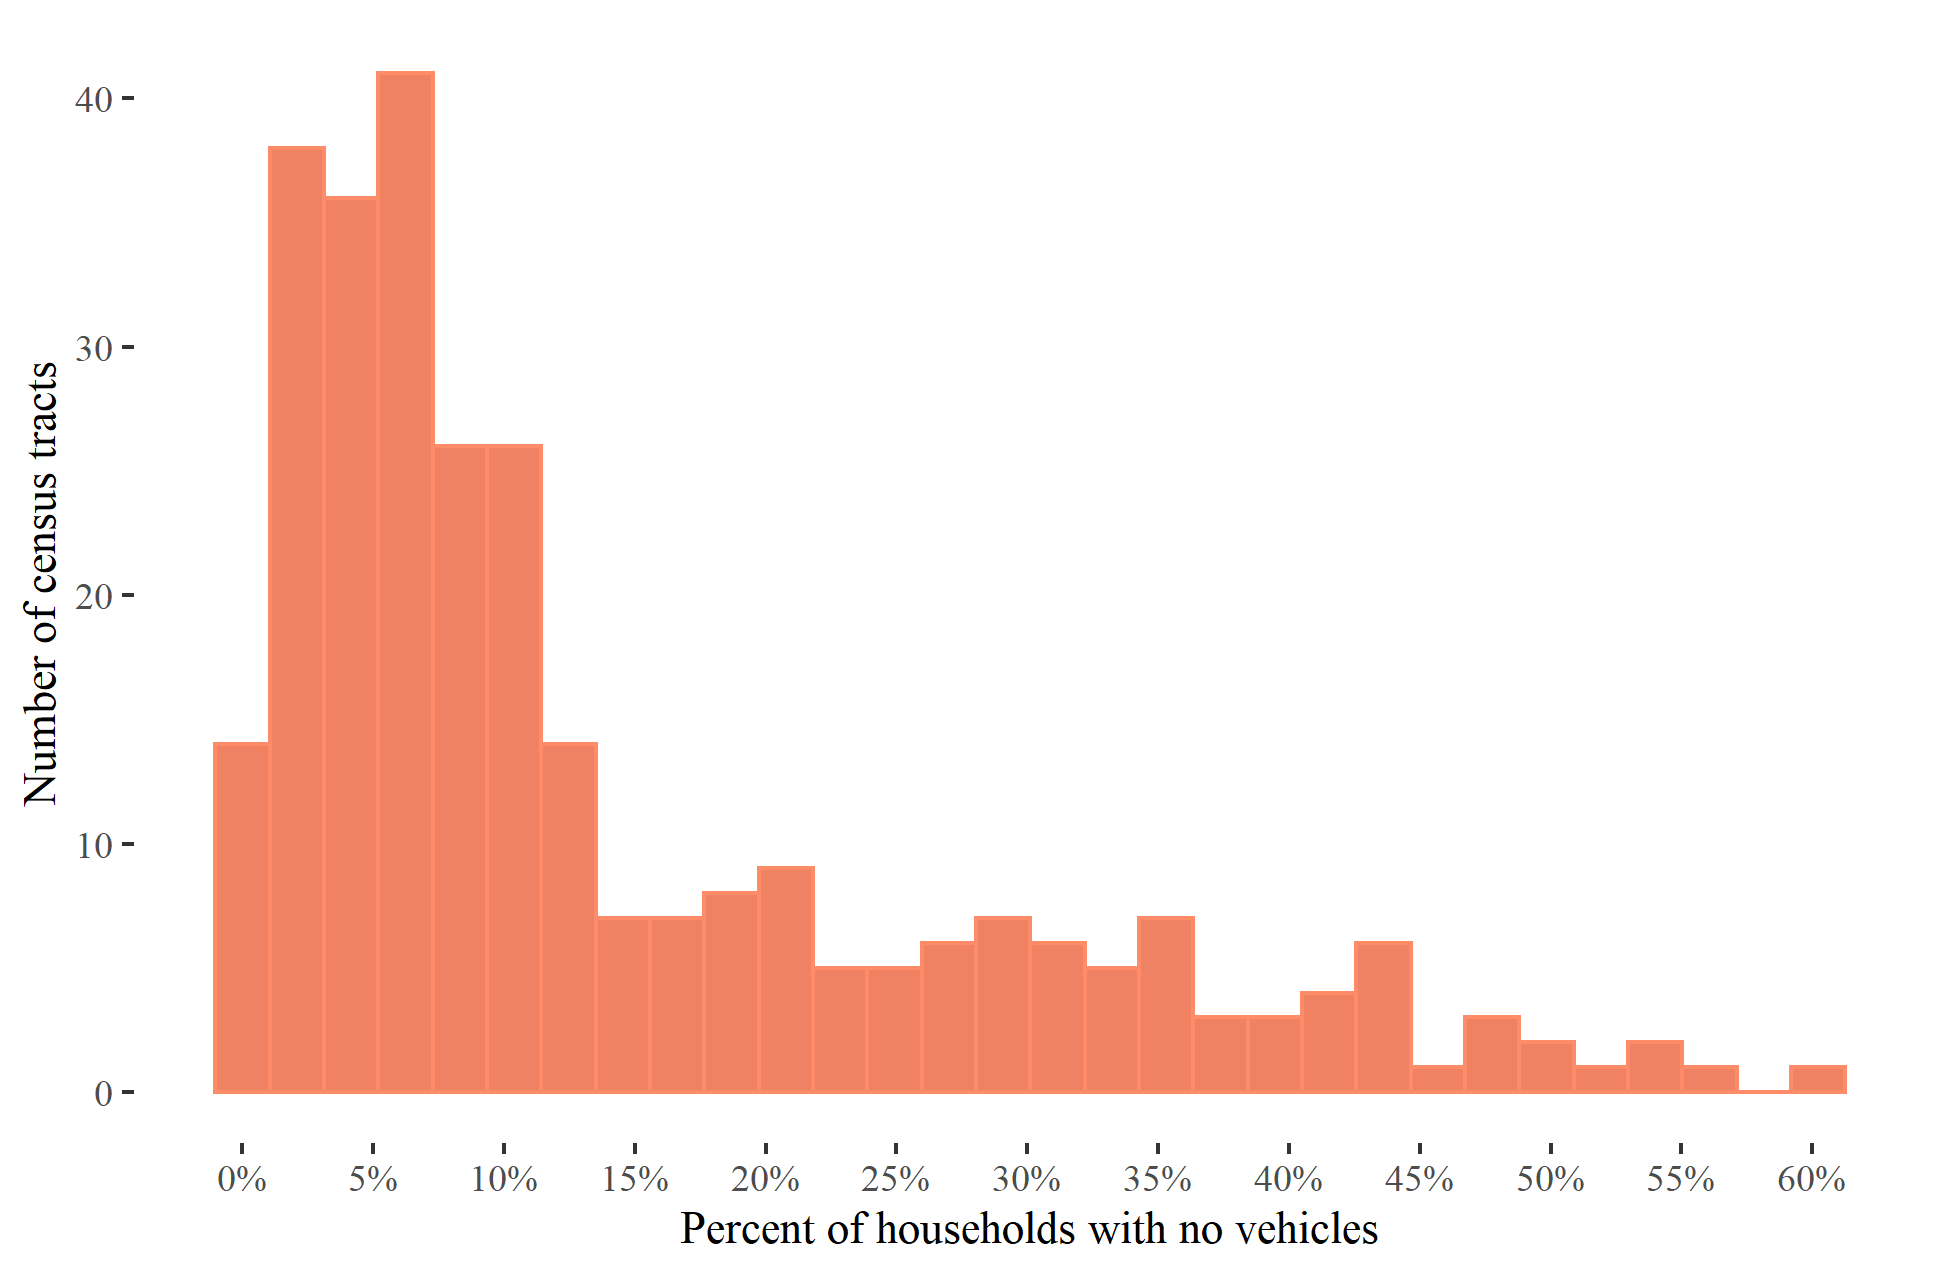 40
30
20
10
0
Number of census tracts
0% 5% 10% 15% 20% 25% 30% 35% 40% 45% 50% 55% 60%
Percent of households with no vehicles